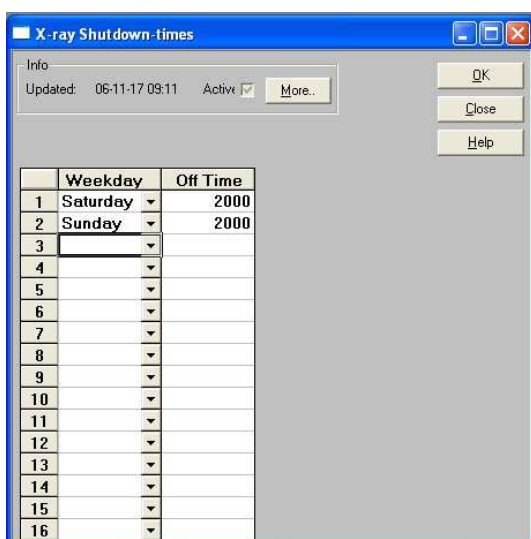 X-ray Shutdown-times
Info
Updated: 06-11-17 09:11 Active More..
OK
Close
Help
Weekday Off Time
1 Saturday 2000
2 Sunday 2000
3
4
5
6
7
8
9
10
11
12
13
14
15
16